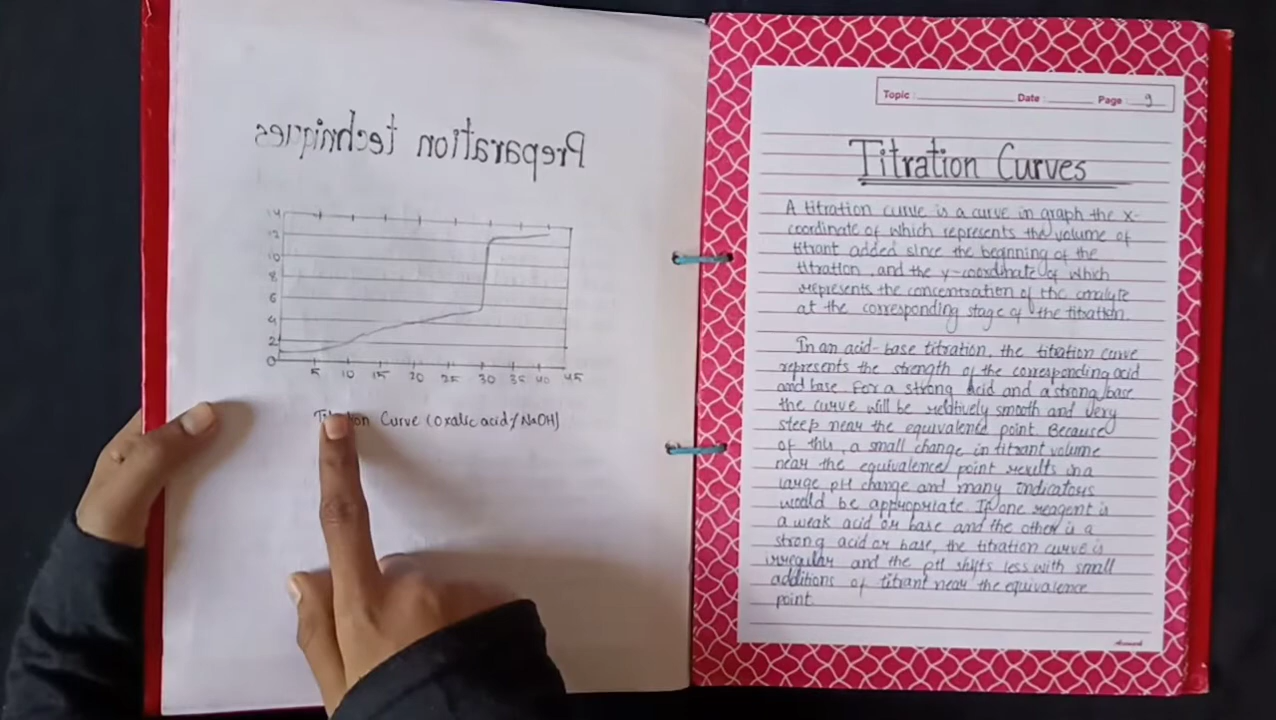 Preparation techniques
14
12
10
8
6
4
2
0
5 10 15 20 25 30 35 40 45
Titration Curve (oxalic acid/NaOH)
Topic : Date : Page : 9
Titration Curves
A titration curve is a curve in graph the x-
coordinate of which represents the volume of
titrant added since the beginning of the
titration, and the y-coordinate of which
represents the concentration of the analyte
at the corresponding stage of the titration.
In an acid-base titration, the titration curve
represents the strength of the corresponding acid
and base. For a strong acid and a strong base
the curve will be relatively smooth and very
steep near the equivalence point. Because
of this, a small change in titrant volume
near the equivalence point results in a
large pH change and many indicators
would be appropriate. If one reagent is
a weak acid or base and the other is a
strong acid or base, the titration curve is
irregular and the pH shifts less with small
additions of titrant near the equivalence
point.